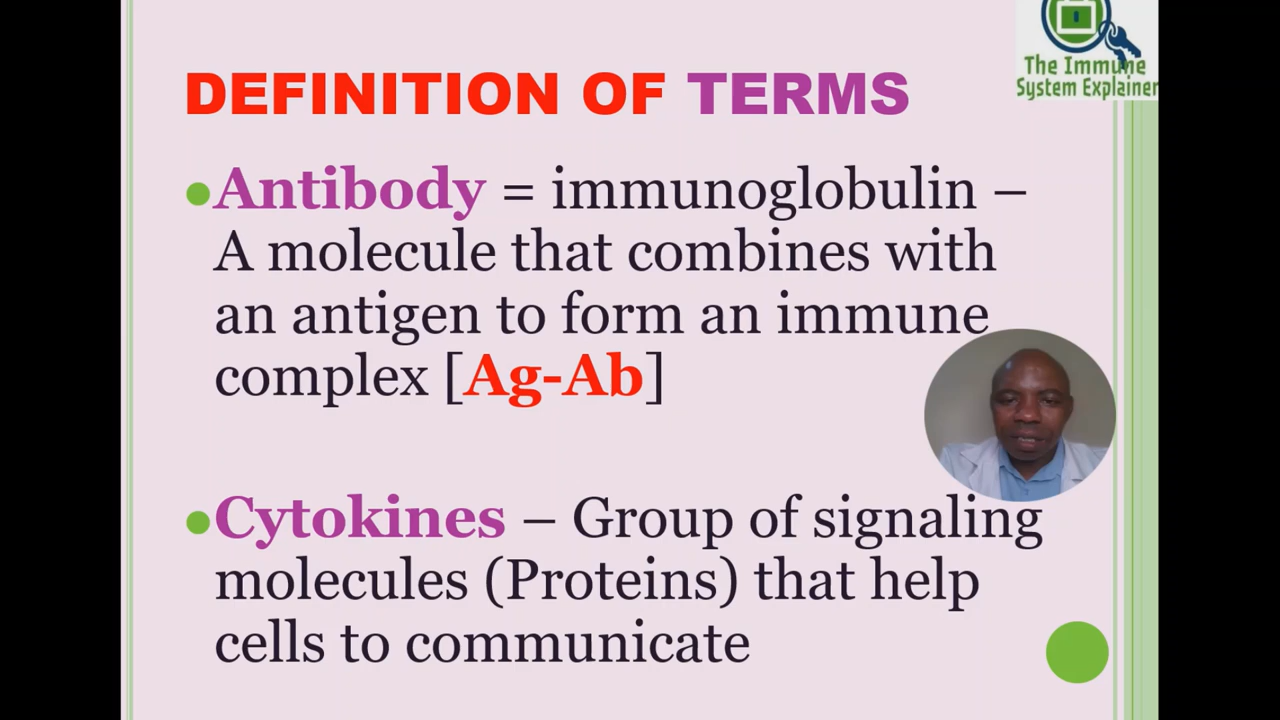 The Immune
System Explainer
DEFINITION OF TERMS
Antibody = immunoglobulin –
A molecule that combines with
an antigen to form an immune
complex [Ag-Ab]
Cytokines – Group of signaling
molecules (Proteins) that help
cells to communicate